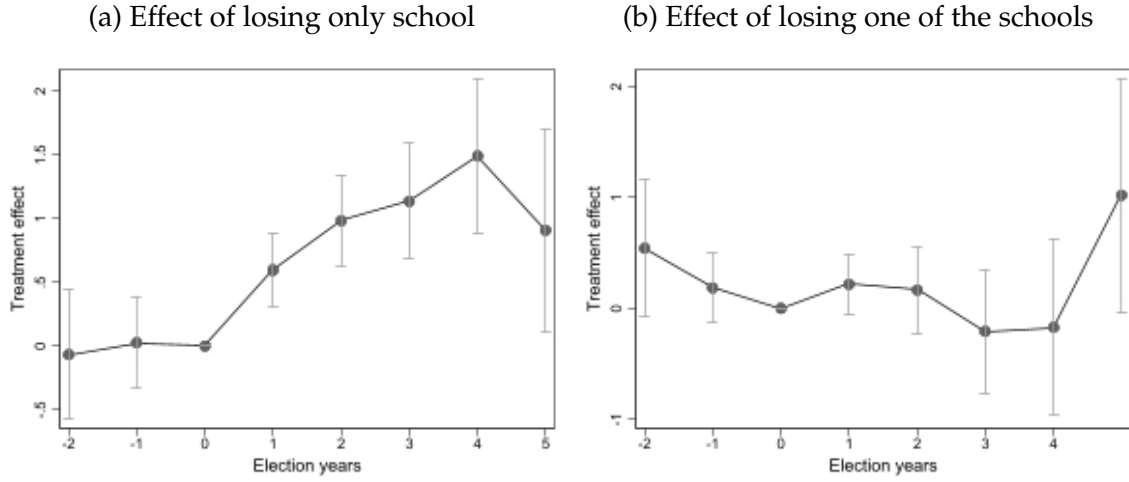 (a) Effect of losing only school
(b) Effect of losing one of the schools
Treatment effect
2
1.5
1
.5
0
-.5
-2 -1 0 1 2 3 4 5
Election years
Treatment effect
2
1
0
-1
-2 -1 0 1 2 3 4
Election years